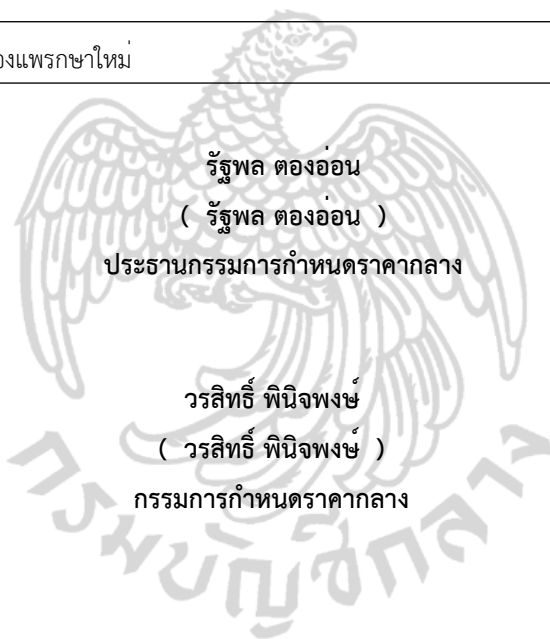 องแพรกษาใหม่
รัฐพล ตองอ่อน
( รัฐพล ตองอ่อน )
ประธานกรรมการกำหนดราคากลาง
วรสิทธิ์ พินิจพงษ์
( วรสิทธิ์ พินิจพงษ์ )
กรรมการกำหนดราคากลาง
กรมบัญชีกลาง